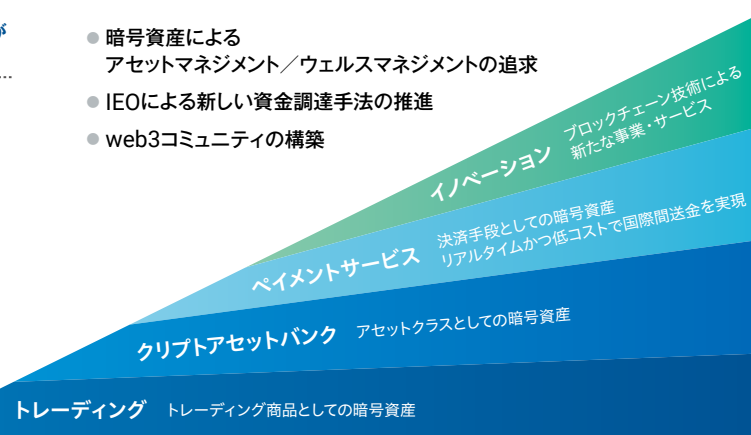 が
...
● 暗号資産による
アセットマネジメント／ウェルスマネジメントの追求
● IEOによる新しい資金調達手法の推進
● web3コミュニティの構築
イノベーション ブロックチェーン技術による
新たな事業・サービス
ペイメントサービス 決済手段としての暗号資産
リアルタイムかつ低コストで国際間送金を実現
クリプトアセットバンク アセットクラスとしての暗号資産
トレーディング トレーディング商品としての暗号資産